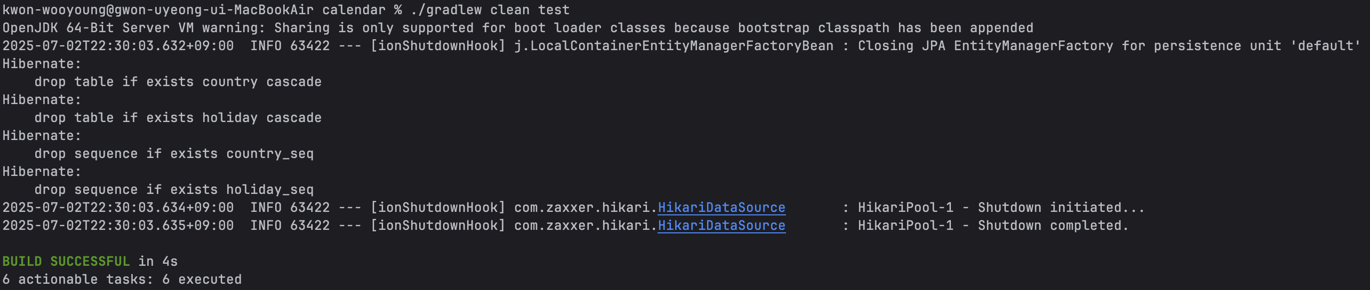 kwon-wooyoung@gwon-uyeong-ui-MacBookAir calendar % ./gradlew clean test
OpenJDK 64-Bit Server VM warning: Sharing is only supported for boot loader classes because bootstrap classpath has been appended
2025-07-02T22:30:03.632+09:00  INFO 63422 --- [ionShutdownHook] j.LocalContainerEntityManagerFactoryBean : Closing JPA EntityManagerFactory for persistence unit 'default'
Hibernate:
    drop table if exists country cascade
Hibernate:
    drop table if exists holiday cascade
Hibernate:
    drop sequence if exists country_seq
Hibernate:
    drop sequence if exists holiday_seq
2025-07-02T22:30:03.634+09:00  INFO 63422 --- [ionShutdownHook] com.zaxxer.hikari.HikariDataSource       : HikariPool-1 - Shutdown initiated...
2025-07-02T22:30:03.635+09:00  INFO 63422 --- [ionShutdownHook] com.zaxxer.hikari.HikariDataSource       : HikariPool-1 - Shutdown completed.
BUILD SUCCESSFUL in 4s
6 actionable tasks: 6 executed